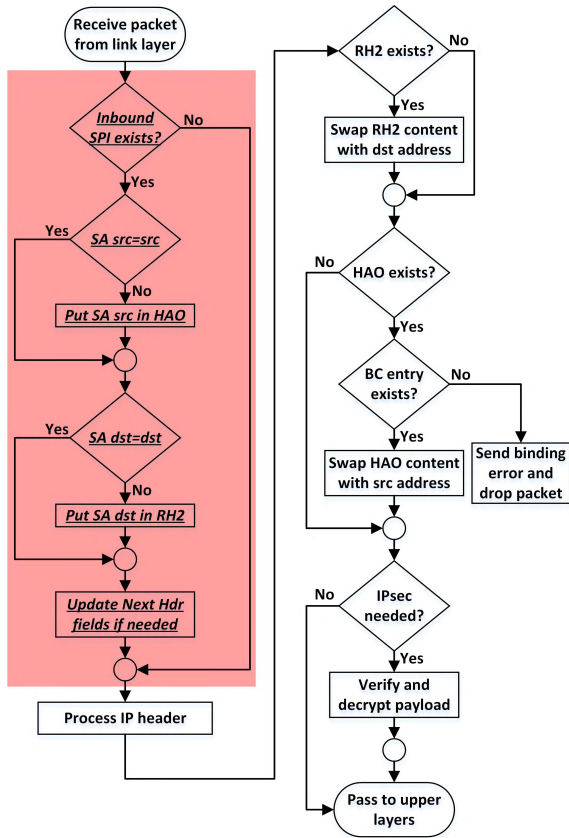 Receive packet
from link layer
Inbound
SPI exists?
No
Yes
Yes
SA src=src
No
Put SA src in HAO
Yes
SA dst=dst
No
Put SA dst in RH2
Update Next Hdr
fields if needed
Process IP header
RH2 exists?
No
Yes
Swap RH2 content
with dst address
No
HAO exists?
Yes
BC entry
exists?
No
Yes
Send binding
error and
drop packet
Swap HAO content
with src address
No
IPsec
needed?
Yes
Verify and
decrypt payload
Pass to upper
layers